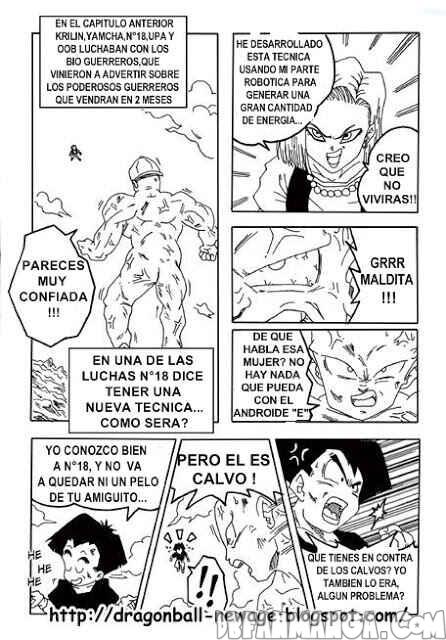 EN EL CAPITULO ANTERIOR
KRILIN,YAMCHA,N°18,UPA Y
OOB LUCHABAN CON LOS
BIO GUERREROS,QUE
VINIERON A ADVERTIR SOBRE
LOS PODEROSOS GUERREROS
QUE VENDRAN EN 2 MESES
PARECES
MUY
CONFIADA
!!!
EN UNA DE LAS
LUCHAS N°18 DICE
TENER UNA
NUEVA TECNICA...
COMO SERA?
HE DESARROLLADO
ESTA TECNICA
USANDO MI PARTE
ROBOTICA PARA
GENERAR UNA
GRAN CANTIDAD
DE ENERGIA...
CREO
QUE NO
VIVIRAS!!
GRRR
MALDITA
!!!
DE QUE
HABLA ESA
MUJER? NO
HAY NADA
QUE PUEDA
CON EL
ANDROIDE "E"
YO CONOZCO BIEN
A N°18, Y NO VA
A QUEDAR NI UN PELO
DE TU AMIGUITO...
HE
HE
HE
HE
PERO EL ES
CALVO !
!!
QUE TIENES EN CONTRA
DE LOS CALVOS? YO
TAMBIEN LO ERA,
ALGUN PROBLEMA?
http://dragonball-newage.blogspot.com/